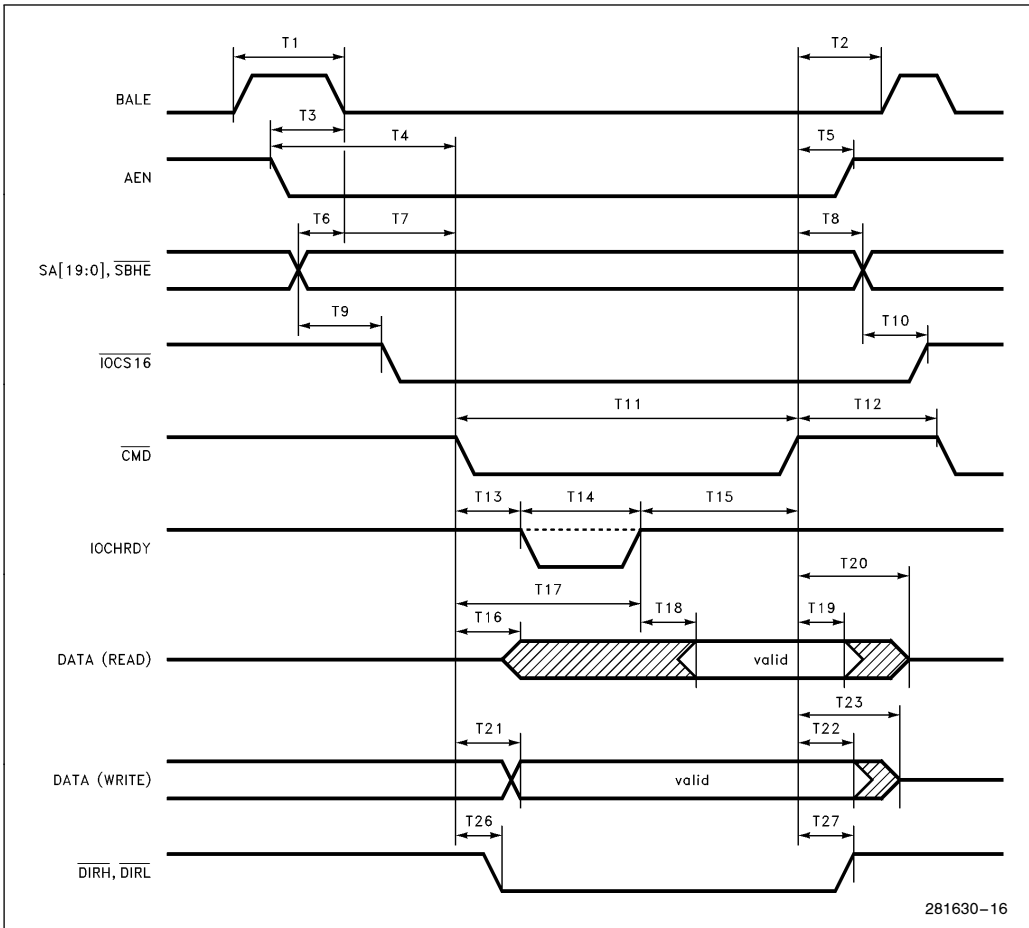 T1 T2
BALE
T3
T4 T5
AEN
T6 T7 T8
SA[19:0], SBHE
T9 T10
IOCS16
T11 T12
CMD
T13 T14 T15
IOCHRDY
T20
T17
T16 T18 T19
DATA (READ) valid
T23
T21 T22
DATA (WRITE) valid
T26 T27
DIRH, DIRL
281630–16